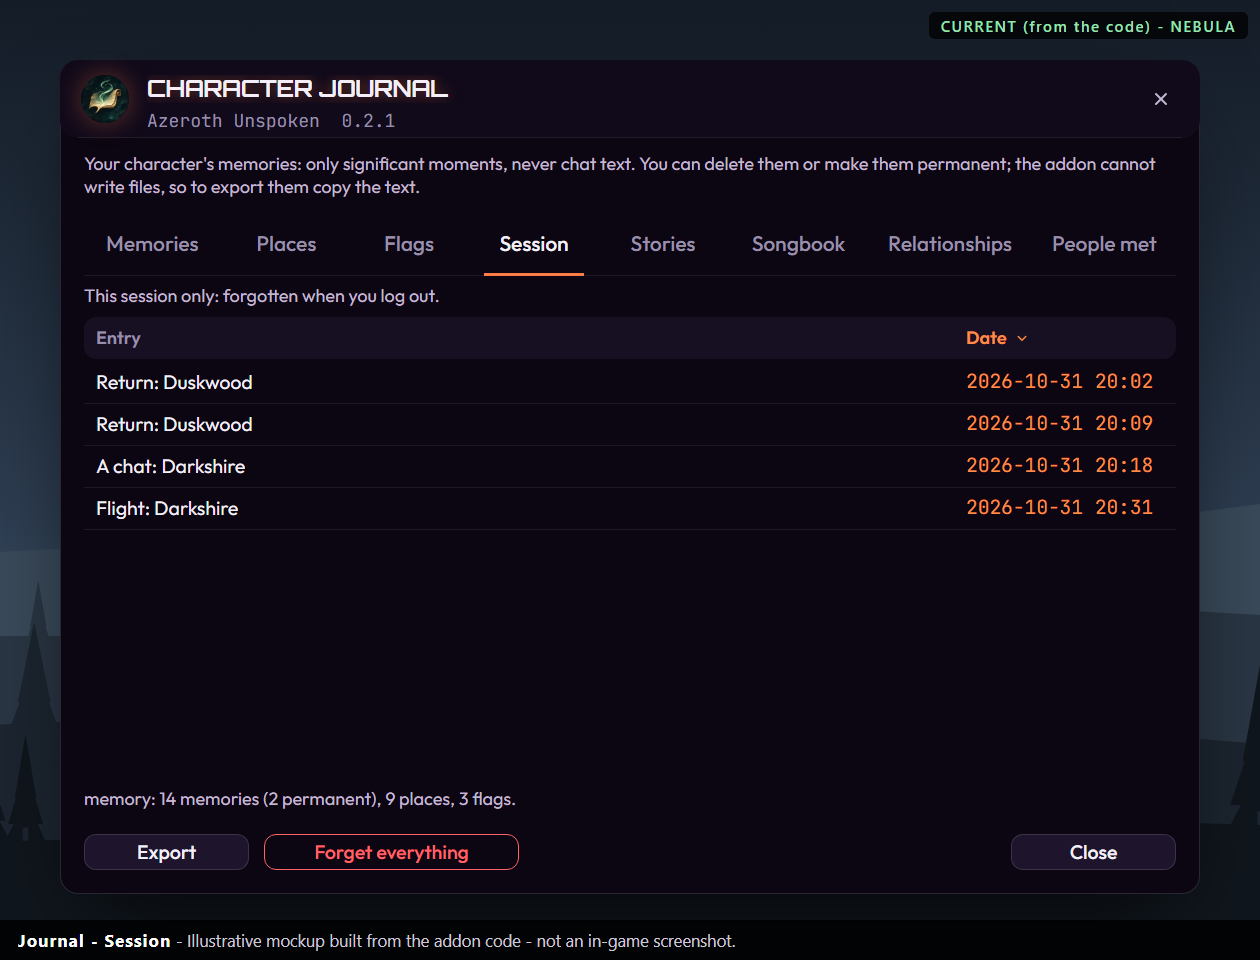 CURRENT (from the code) - NEBULA
CHARACTER JOURNAL
Azeroth Unspoken 0.2.1
Your character's memories: only significant moments, never chat text. You can delete them or make them permanent; the addon cannot
write files, so to export them copy the text.
Memories Places Flags Session Stories Songbook Relationships People met
This session only: forgotten when you log out.
Entry Date
Return: Duskwood 2026-10-31 20:02
Return: Duskwood 2026-10-31 20:09
A chat: Darkshire 2026-10-31 20:18
Flight: Darkshire 2026-10-31 20:31
memory: 14 memories (2 permanent), 9 places, 3 flags.
Export Forget everything Close
Journal - Session - Illustrative mockup built from the addon code - not an in-game screenshot.